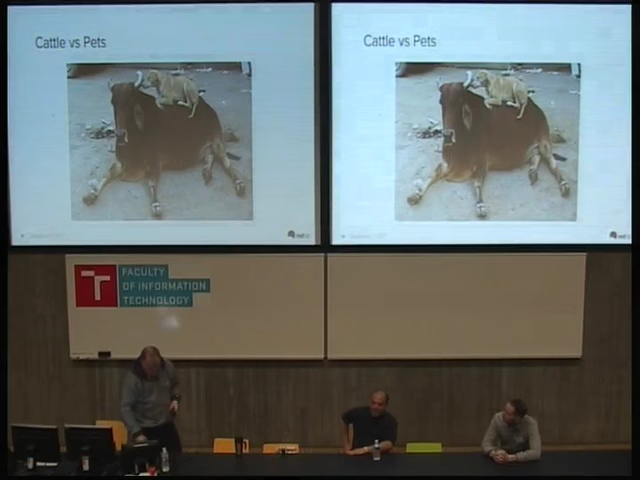 Cattle vs Pets
Cattle vs Pets
FACULTY
OF INFORMATION
TECHNOLOGY